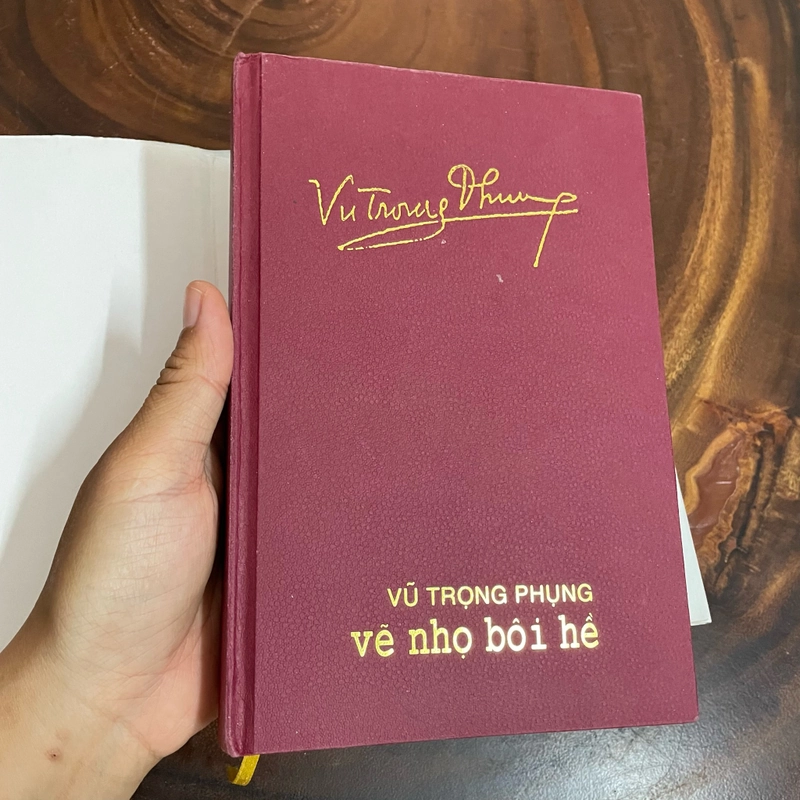 Vũ Trọng Phụng
VŨ TRỌNG PHỤNG
vẽ nhọ bôi hề